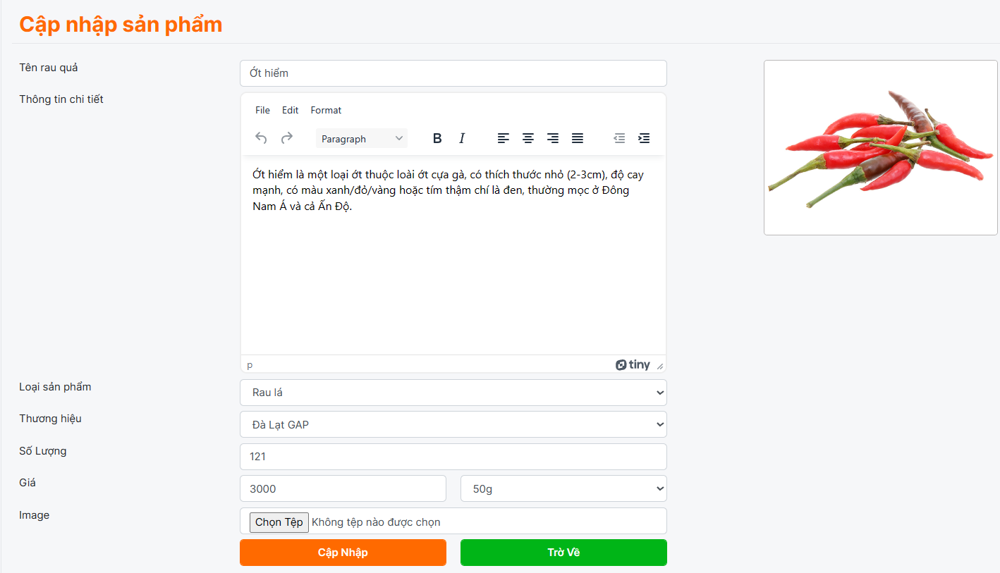 Cập nhập sản phẩm
Tên rau quả
Ớt hiểm
Thông tin chi tiết
File Edit Format
Paragraph B I
Ớt hiểm là một loại ớt thuộc loài ớt cựa gà, có thích thước nhỏ (2-3cm), độ cay
mạnh, có màu xanh/đỏ/vàng hoặc tím thậm chí là đen, thường mọc ở Đông
Nam Á và cả Ấn Độ.
p tiny
Loại sản phẩm
Rau lá
Thương hiệu
Đà Lạt GAP
Số Lượng
121
Giá
3000 50g
Image
Chọn Tệp Không tệp nào được chọn
Cập Nhập Trở Về